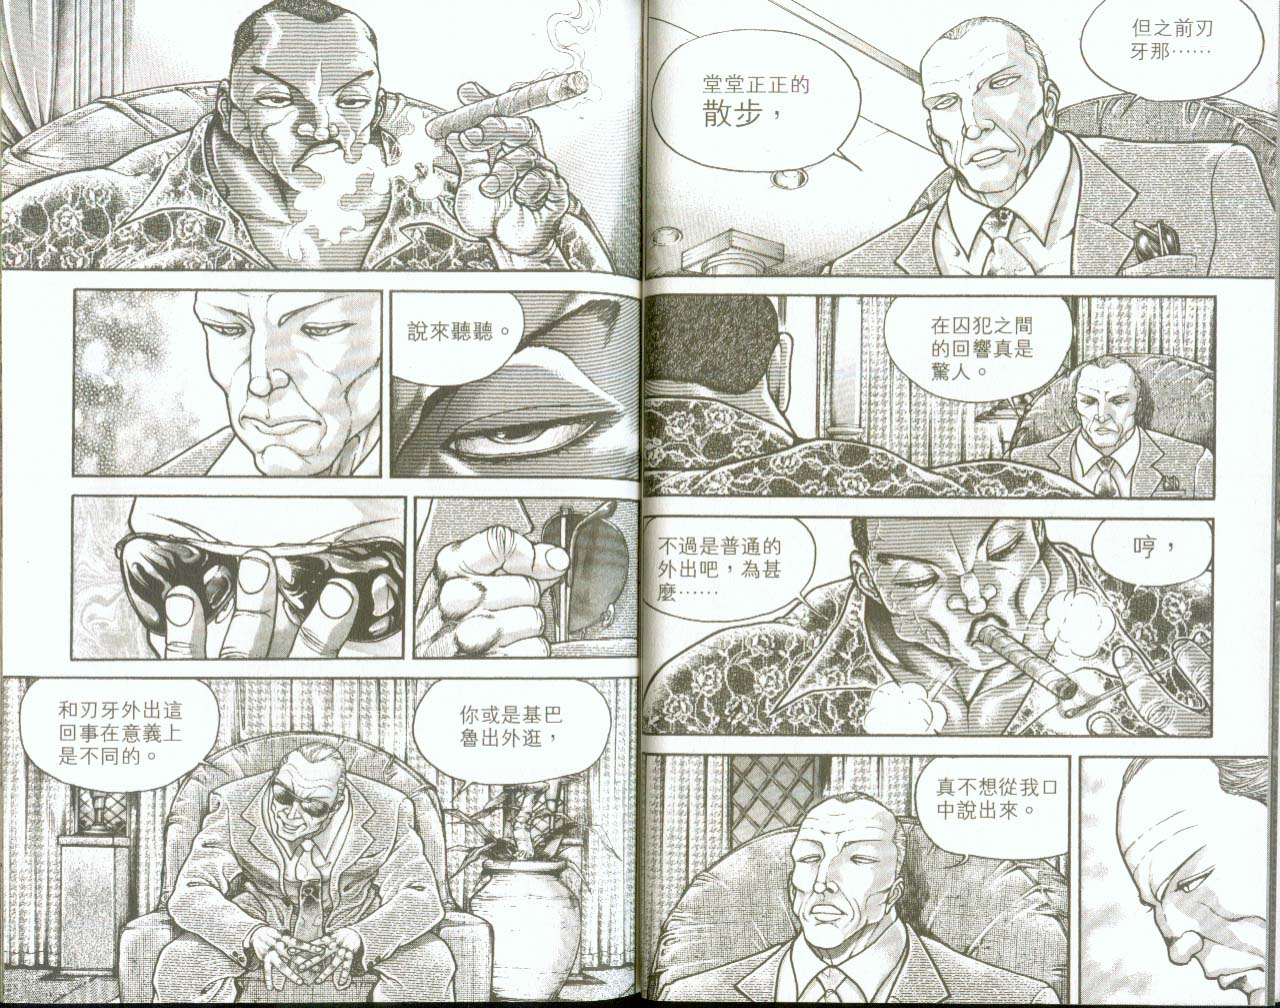 但之前刃
牙那⋯⋯
堂堂正正的
散步，
在囚犯之間
的回響真是
驚人。
哼，
不過是普通的
外出吧，為甚
麼⋯⋯
真不想從我口
中說出來。
說來聽聽。
你或是基巴
魯出外逛，
和刃牙外出這
回事在意義上
是不同的。